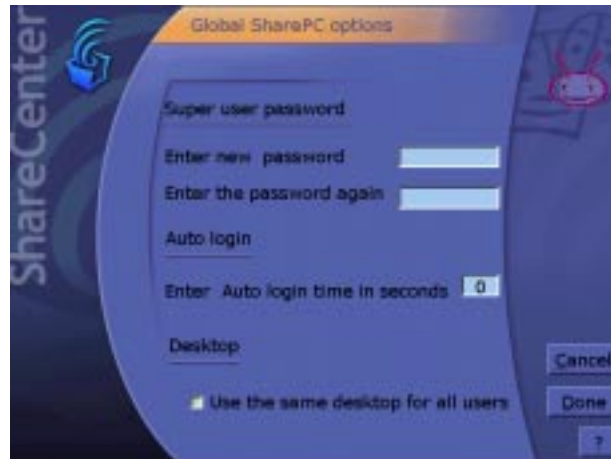 ShareCenter
Global SharePC options
Super user password
Enter new password
Enter the password again
Auto login
Enter Auto login time in seconds 0
Desktop
Use the same desktop for all users
Cancel
Done
?